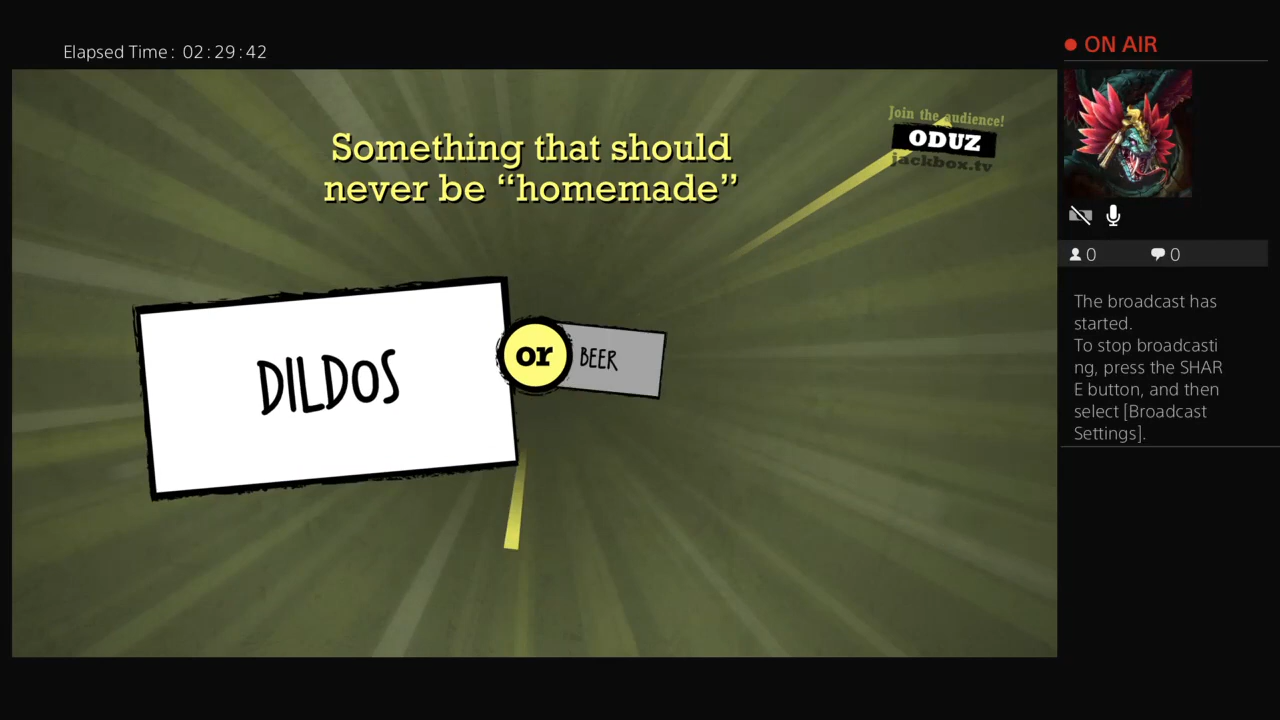 Elapsed Time: 02:29:42
ON AIR
Something that should
never be “homemade”
Join the audience!
ODUZ
jackbox.tv
DILDOS
or
BEER
0
0
The broadcast has
started.
To stop broadcasti
ng, press the SHAR
E button, and then
select [Broadcast
Settings].